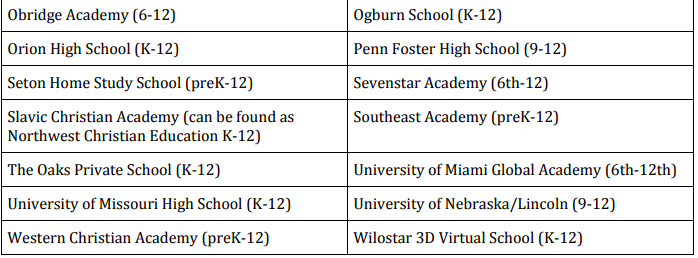 Obridge Academy (6-12)
Ogburn School (K-12)
Orion High School (K-12)
Penn Foster High School (9-12)
Seton Home Study School (preK-12)
Sevenstar Academy (6th-12)
Slavic Christian Academy (can be found as
Northwest Christian Education K-12)
Southeast Academy (preK-12)
The Oaks Private School (K-12)
University of Miami Global Academy (6th-12th)
University of Missouri High School (K-12)
University of Nebraska/Lincoln (9-12)
Western Christian Academy (preK-12)
Wilostar 3D Virtual School (K-12)